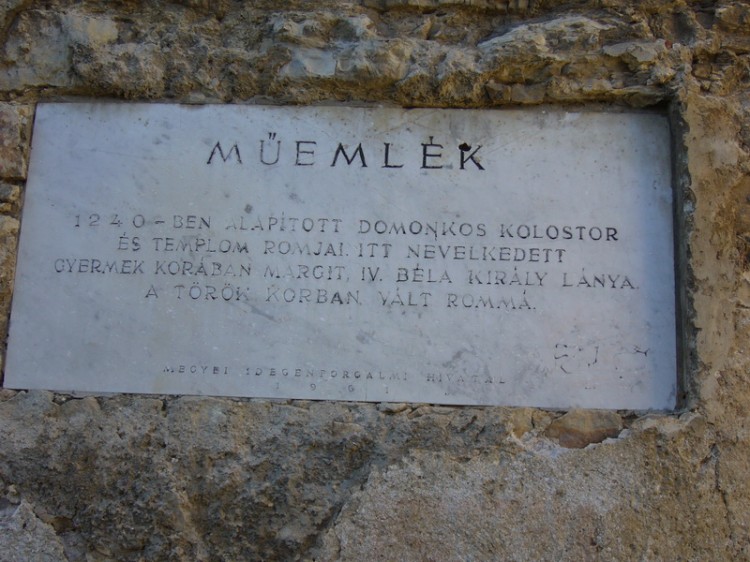 MŰEMLÉK
1240-BEN ALAPÍTOTT DOMONKOS KOLOSTOR
ÉS TEMPLOM ROMJAI. ITT NEVELKEDETT
GYERMEK KORÁBAN MARGIT, IV. BÉLA KIRÁLY LÁNYA.
A TÖRÖK KORBAN VÁLT ROMMÁ.
MEGYEI IDEGENFORGALMI HIVATAL
1961